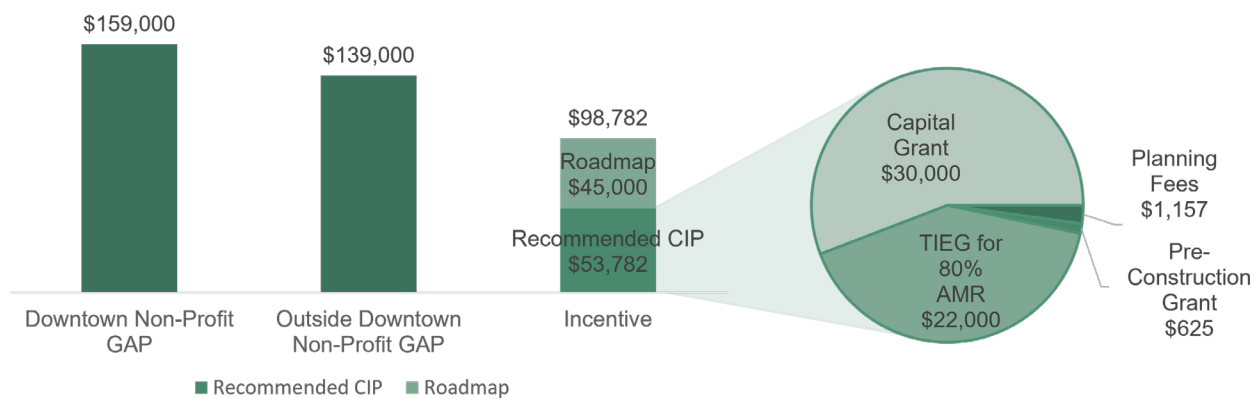 $159,000
$139,000
$98,782
Roadmap
$45,000
Recommended CIP
$53,782
Downtown Non-Profit
GAP
Outside Downtown
Non-Profit GAP
Incentive
Recommended CIP
Roadmap
Capital
Grant
$30,000
TIEG for
80%
AMR
$22,000
Planning
Fees
$1,157
Pre-
Construction
Grant
$625